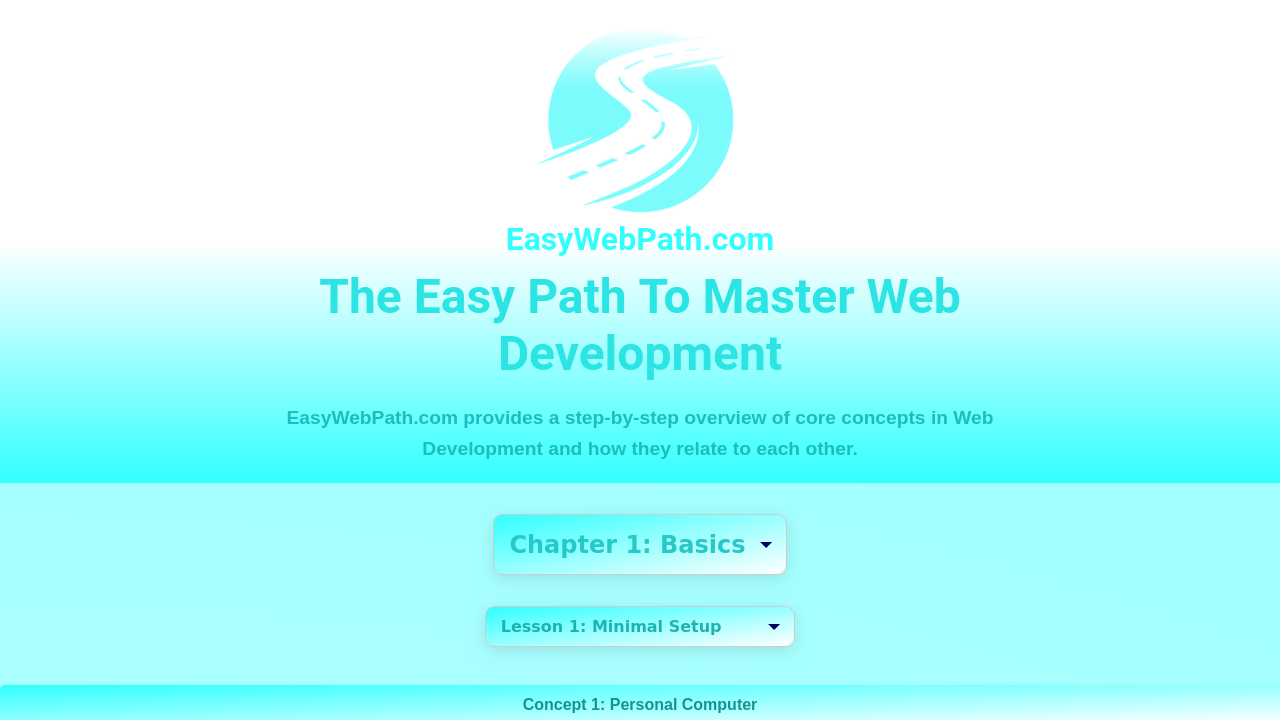 EasyWebPath.com
The Easy Path To Master Web
Development
EasyWebPath.com provides a step-by-step overview of core concepts in Web
Development and how they relate to each other.
Chapter 1: Basics
Lesson 1: Minimal Setup
Concept 1: Personal Computer